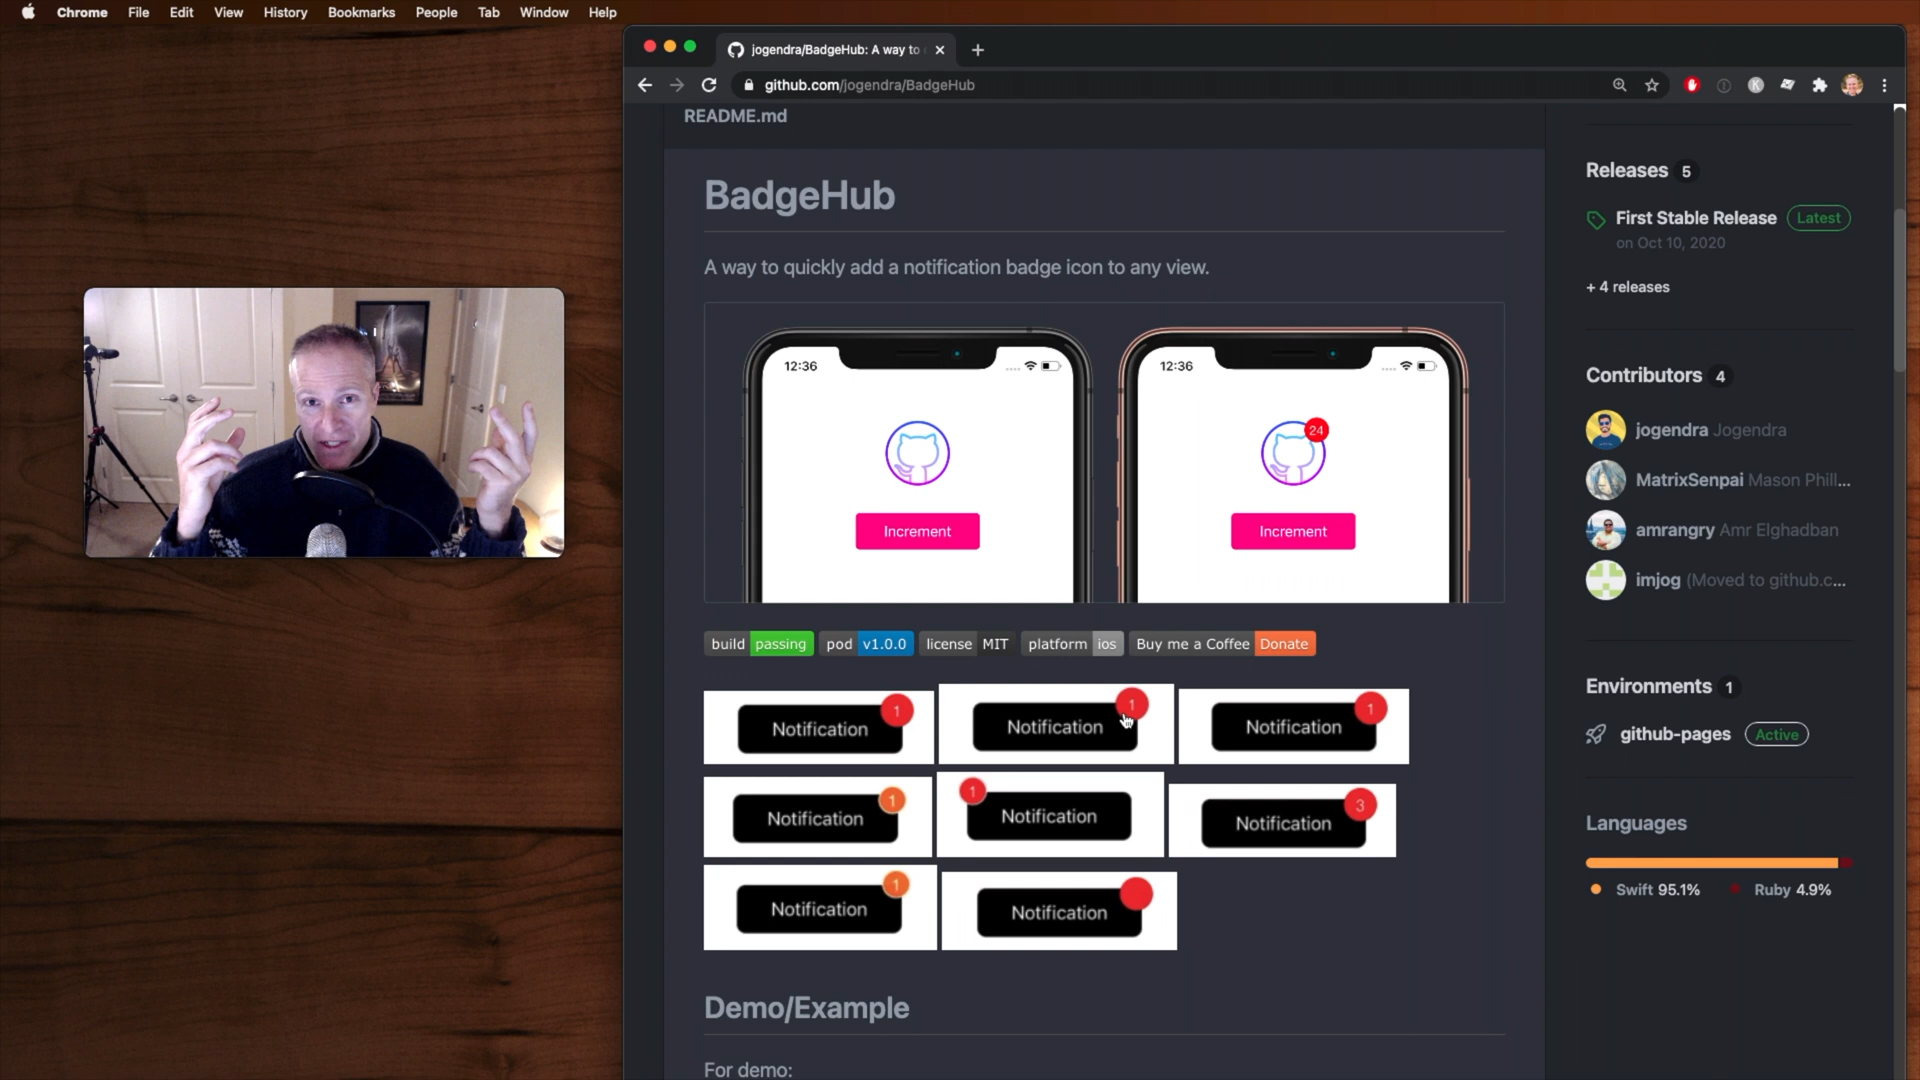 Chrome File Edit View History Bookmarks People Tab Window Help
jogendra/BadgeHub: A way to
github.com/jogendra/BadgeHub
README.md
BadgeHub
A way to quickly add a notification badge icon to any view.
12:36
Increment
12:36
24
Increment
build passing pod v1.0.0 license MIT platform ios Buy me a Coffee Donate
Notification 1
Notification 1
Notification 1
Notification 1
1 Notification
Notification 3
Notification 1
Notification
Demo/Example
For demo:
Releases 5
First Stable Release Latest
on Oct 10, 2020
+ 4 releases
Contributors 4
jogendra Jogendra
MatrixSenpai Mason Phill...
amrangry Amr Elghadban
imjog (Moved to github.c...
Environments 1
github-pages Active
Languages
Swift 95.1% Ruby 4.9%